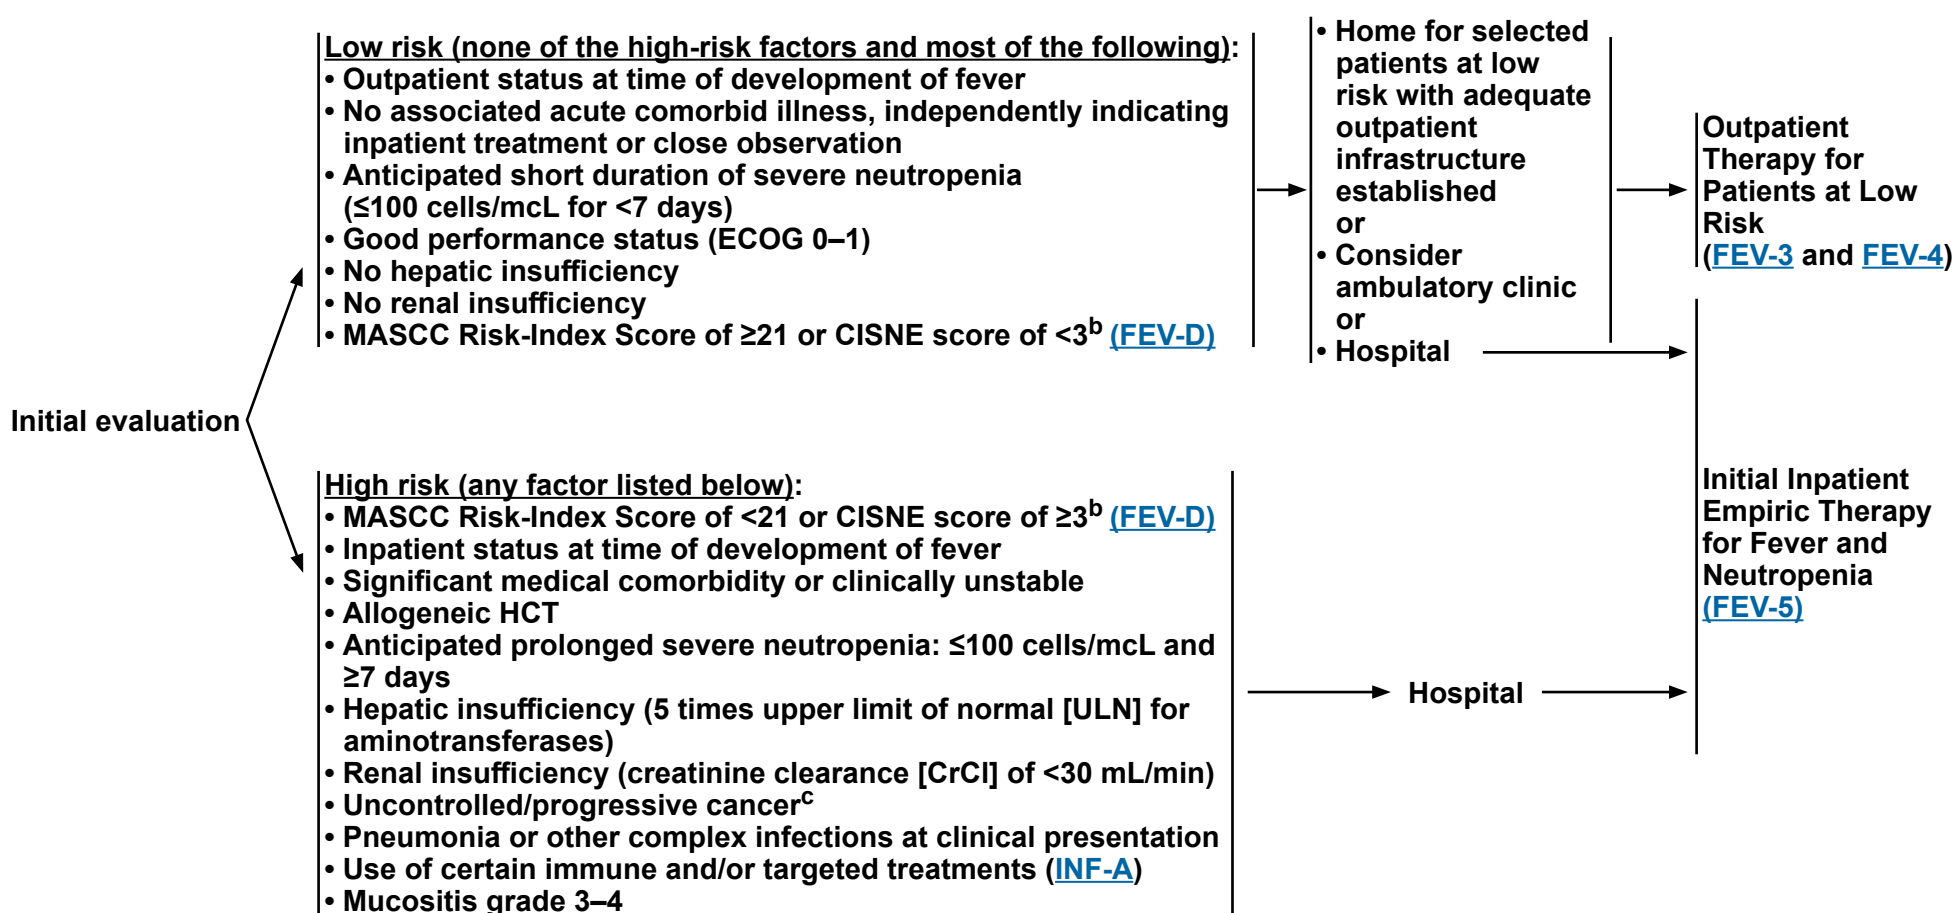 Initial evaluation
Low risk (none of the high-risk factors and most of the following):
• Outpatient status at time of development of fever
• No associated acute comorbid illness, independently indicating
inpatient treatment or close observation
• Anticipated short duration of severe neutropenia
(≤100 cells/mcL for <7 days)
• Good performance status (ECOG 0–1)
• No hepatic insufficiency
• No renal insufficiency
• MASCC Risk-Index Score of ≥21 or CISNE score of <3b (FEV-D)
• Home for selected
patients at low
risk with adequate
outpatient
infrastructure
established
or
• Consider
ambulatory clinic
or
• Hospital
Outpatient
Therapy for
Patients at Low
Risk
(FEV-3 and FEV-4)
High risk (any factor listed below):
• MASCC Risk-Index Score of <21 or CISNE score of ≥3b (FEV-D)
• Inpatient status at time of development of fever
• Significant medical comorbidity or clinically unstable
• Allogeneic HCT
• Anticipated prolonged severe neutropenia: ≤100 cells/mcL and
≥7 days
• Hepatic insufficiency (5 times upper limit of normal [ULN] for
aminotransferases)
• Renal insufficiency (creatinine clearance [CrCl] of <30 mL/min)
• Uncontrolled/progressive cancerc
• Pneumonia or other complex infections at clinical presentation
• Use of certain immune and/or targeted treatments (INF-A)
• Mucositis grade 3–4
Hospital
Initial Inpatient
Empiric Therapy
for Fever and
Neutropenia
(FEV-5)